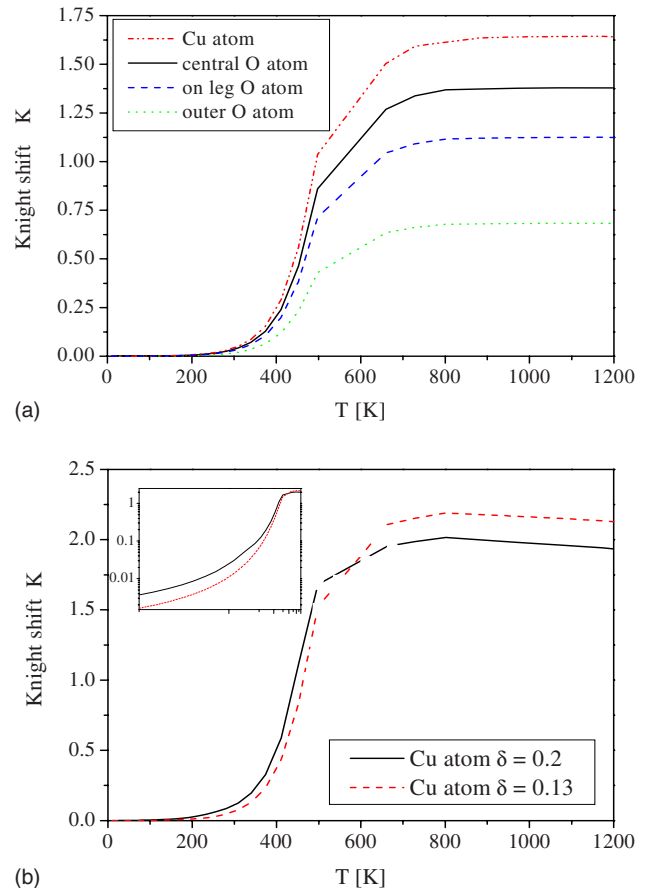 1.75
1.50
1.25
1.00
0.75
0.50
0.25
0.00
Knight shift K
Cu atom
central O atom
on leg O atom
outer O atom
0 200 400 600 800 1000 1200
(a)
T [K]
2.5
2.0
1.5
1.0
0.5
0.0
Knight shift K
1
0.1
0.01
Cu atom δ = 0.2
Cu atom δ = 0.13
0 200 400 600 800 1000 1200
(b)
T [K]